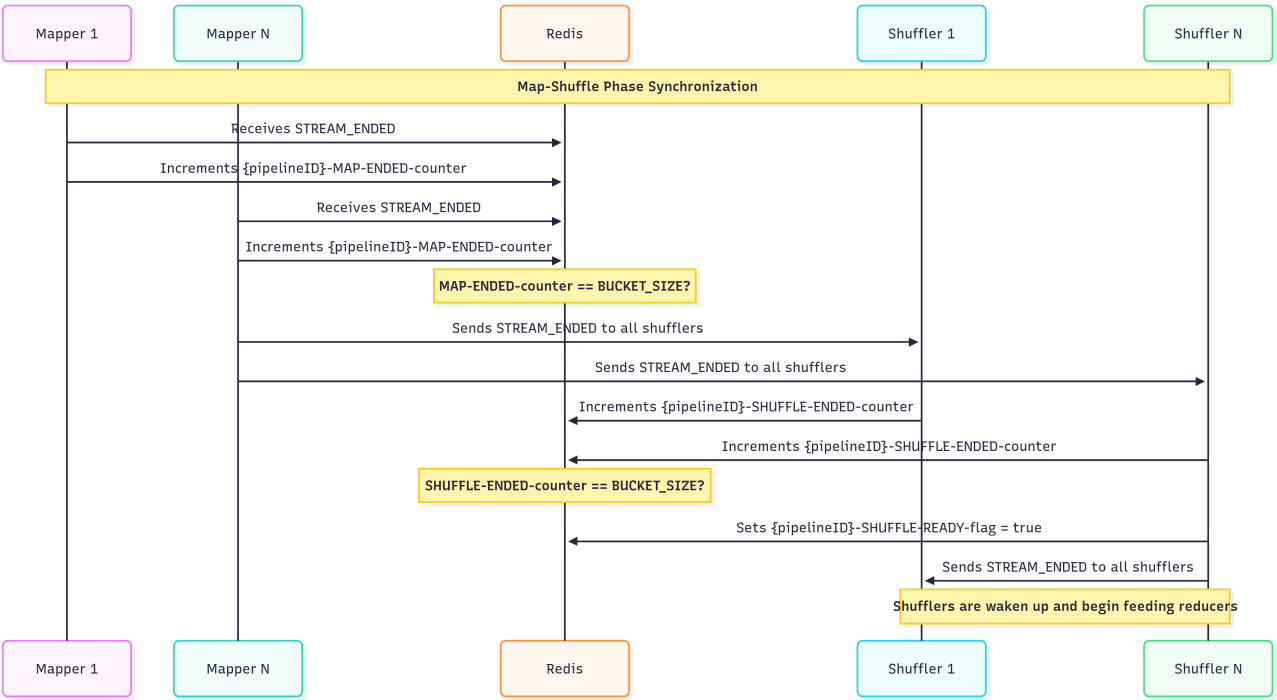 Mapper 1
Mapper N
Redis
Shuffler 1
Shuffler N
Map-Shuffle Phase Synchronization
Receives STREAM_ENDED
Increments {pipelineID}-MAP-ENDED-counter
Receives STREAM_ENDED
Increments {pipelineID}-MAP-ENDED-counter
MAP-ENDED-counter == BUCKET_SIZE?
Sends STREAM_ENDED to all shufflers
Sends STREAM_ENDED to all shufflers
Increments {pipelineID}-SHUFFLE-ENDED-counter
Increments {pipelineID}-SHUFFLE-ENDED-counter
SHUFFLE-ENDED-counter == BUCKET_SIZE?
Sets {pipelineID}-SHUFFLE-READY-flag = true
Sends STREAM_ENDED to all shufflers
Shufflers are waken up and begin feeding reducers
Mapper 1
Mapper N
Redis
Shuffler 1
Shuffler N